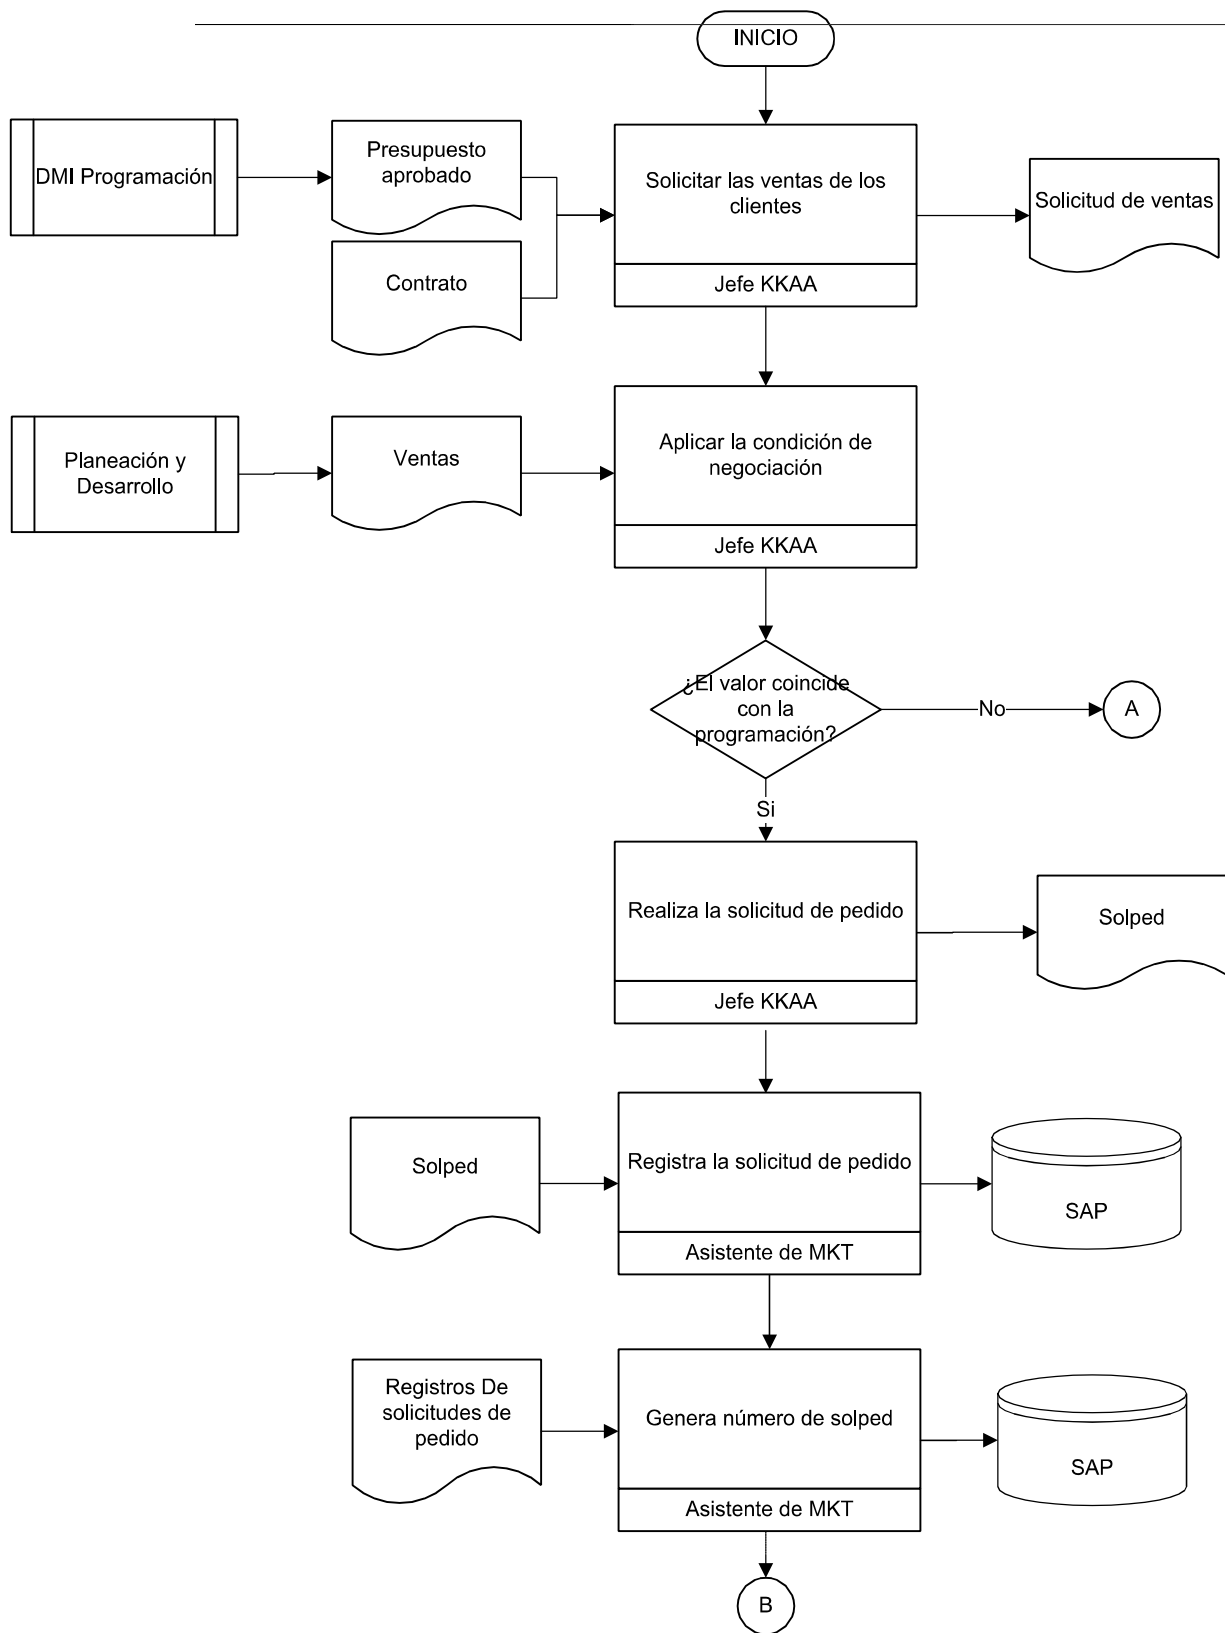 INICIO
DMI Programación
Presupuesto
aprobado
Solicitar las ventas de los
clientes
Solicitud de ventas
Contrato
Jefe KKAA
Planeación y
Desarrollo
Ventas
Aplicar la condición de
negociación
Jefe KKAA
¿El valor coincide
con la
programación?
No
A
Si
Realiza la solicitud de pedido
Solped
Jefe KKAA
Solped
Registra la solicitud de pedido
SAP
Asistente de MKT
Registros De
solicitudes de
pedido
Genera número de solped
SAP
Asistente de MKT
B